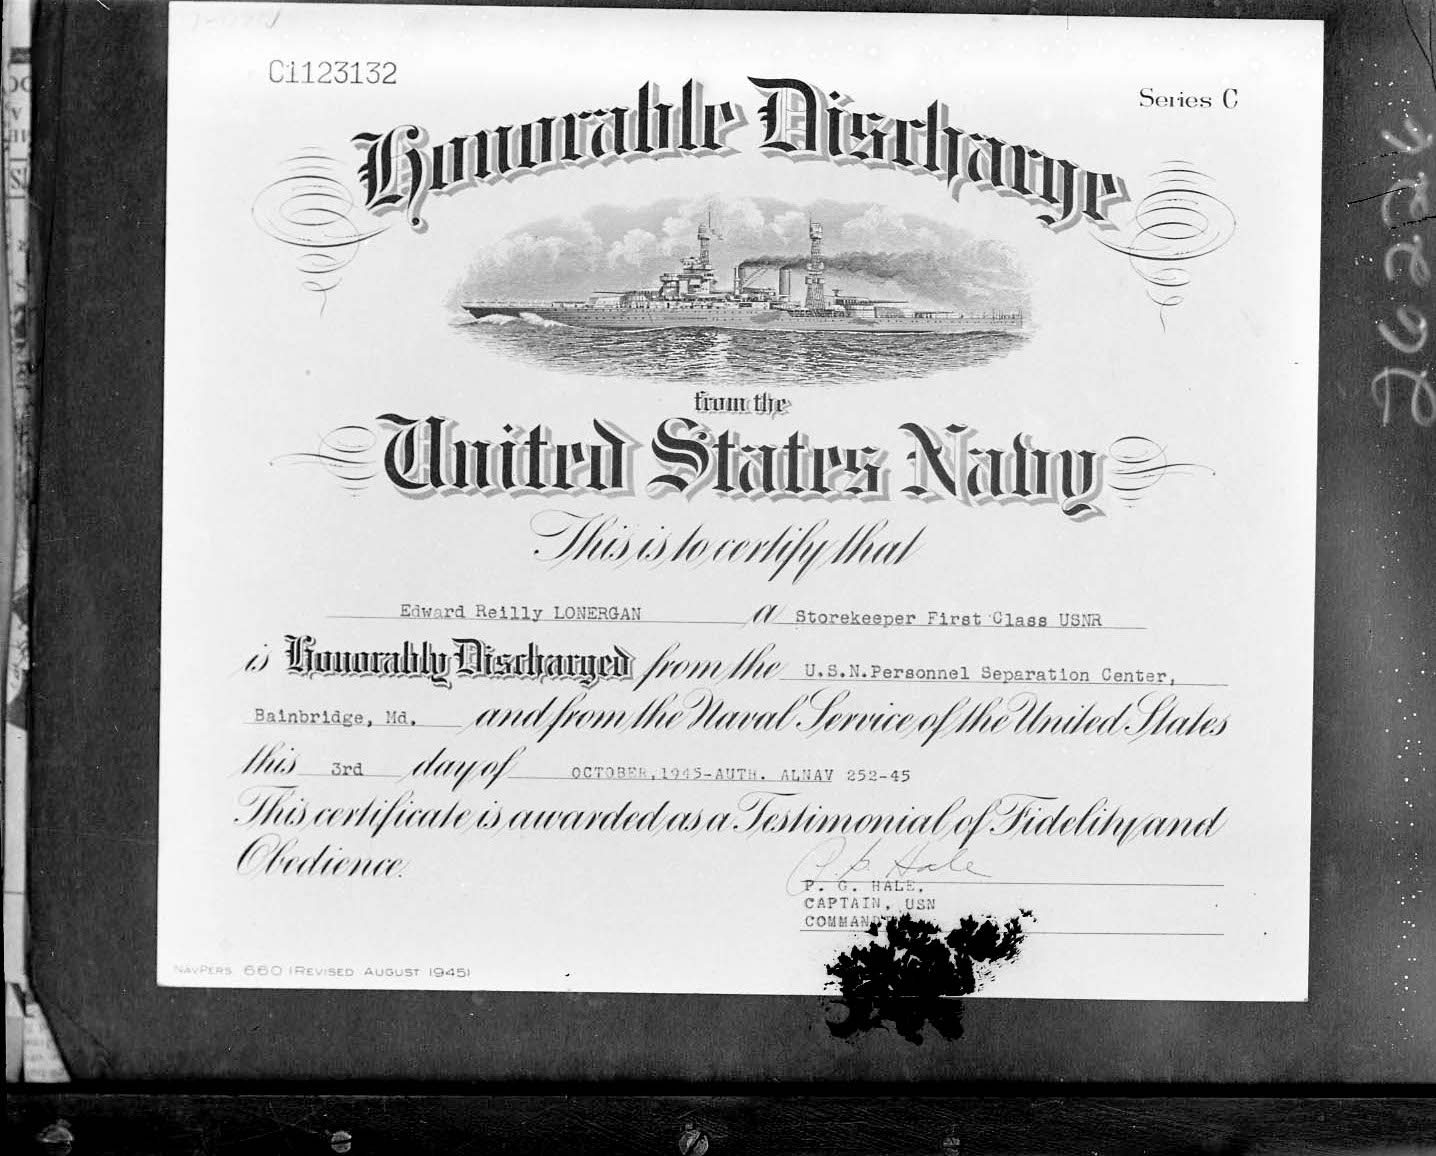 C1123132
Series C
Honorable Discharge
from the
United States Navy
This is to certify that
Edward Reilly LONERGAN a Storekeeper First Class USNR
is Honorably Discharged from the U.S.N.Personnel Separation Center,
Bainbridge, Md. and from the Naval Service of the United States
this 3rd day of OCTOBER,1945-AUTH. ALNAV 252-45
This certificate is awarded as a Testimonial of Fidelity and
Obedience.
P. G. Hale
P. G. HALE,
CAPTAIN, USN
NAVPERS 660 (REVISED AUGUST 1945)